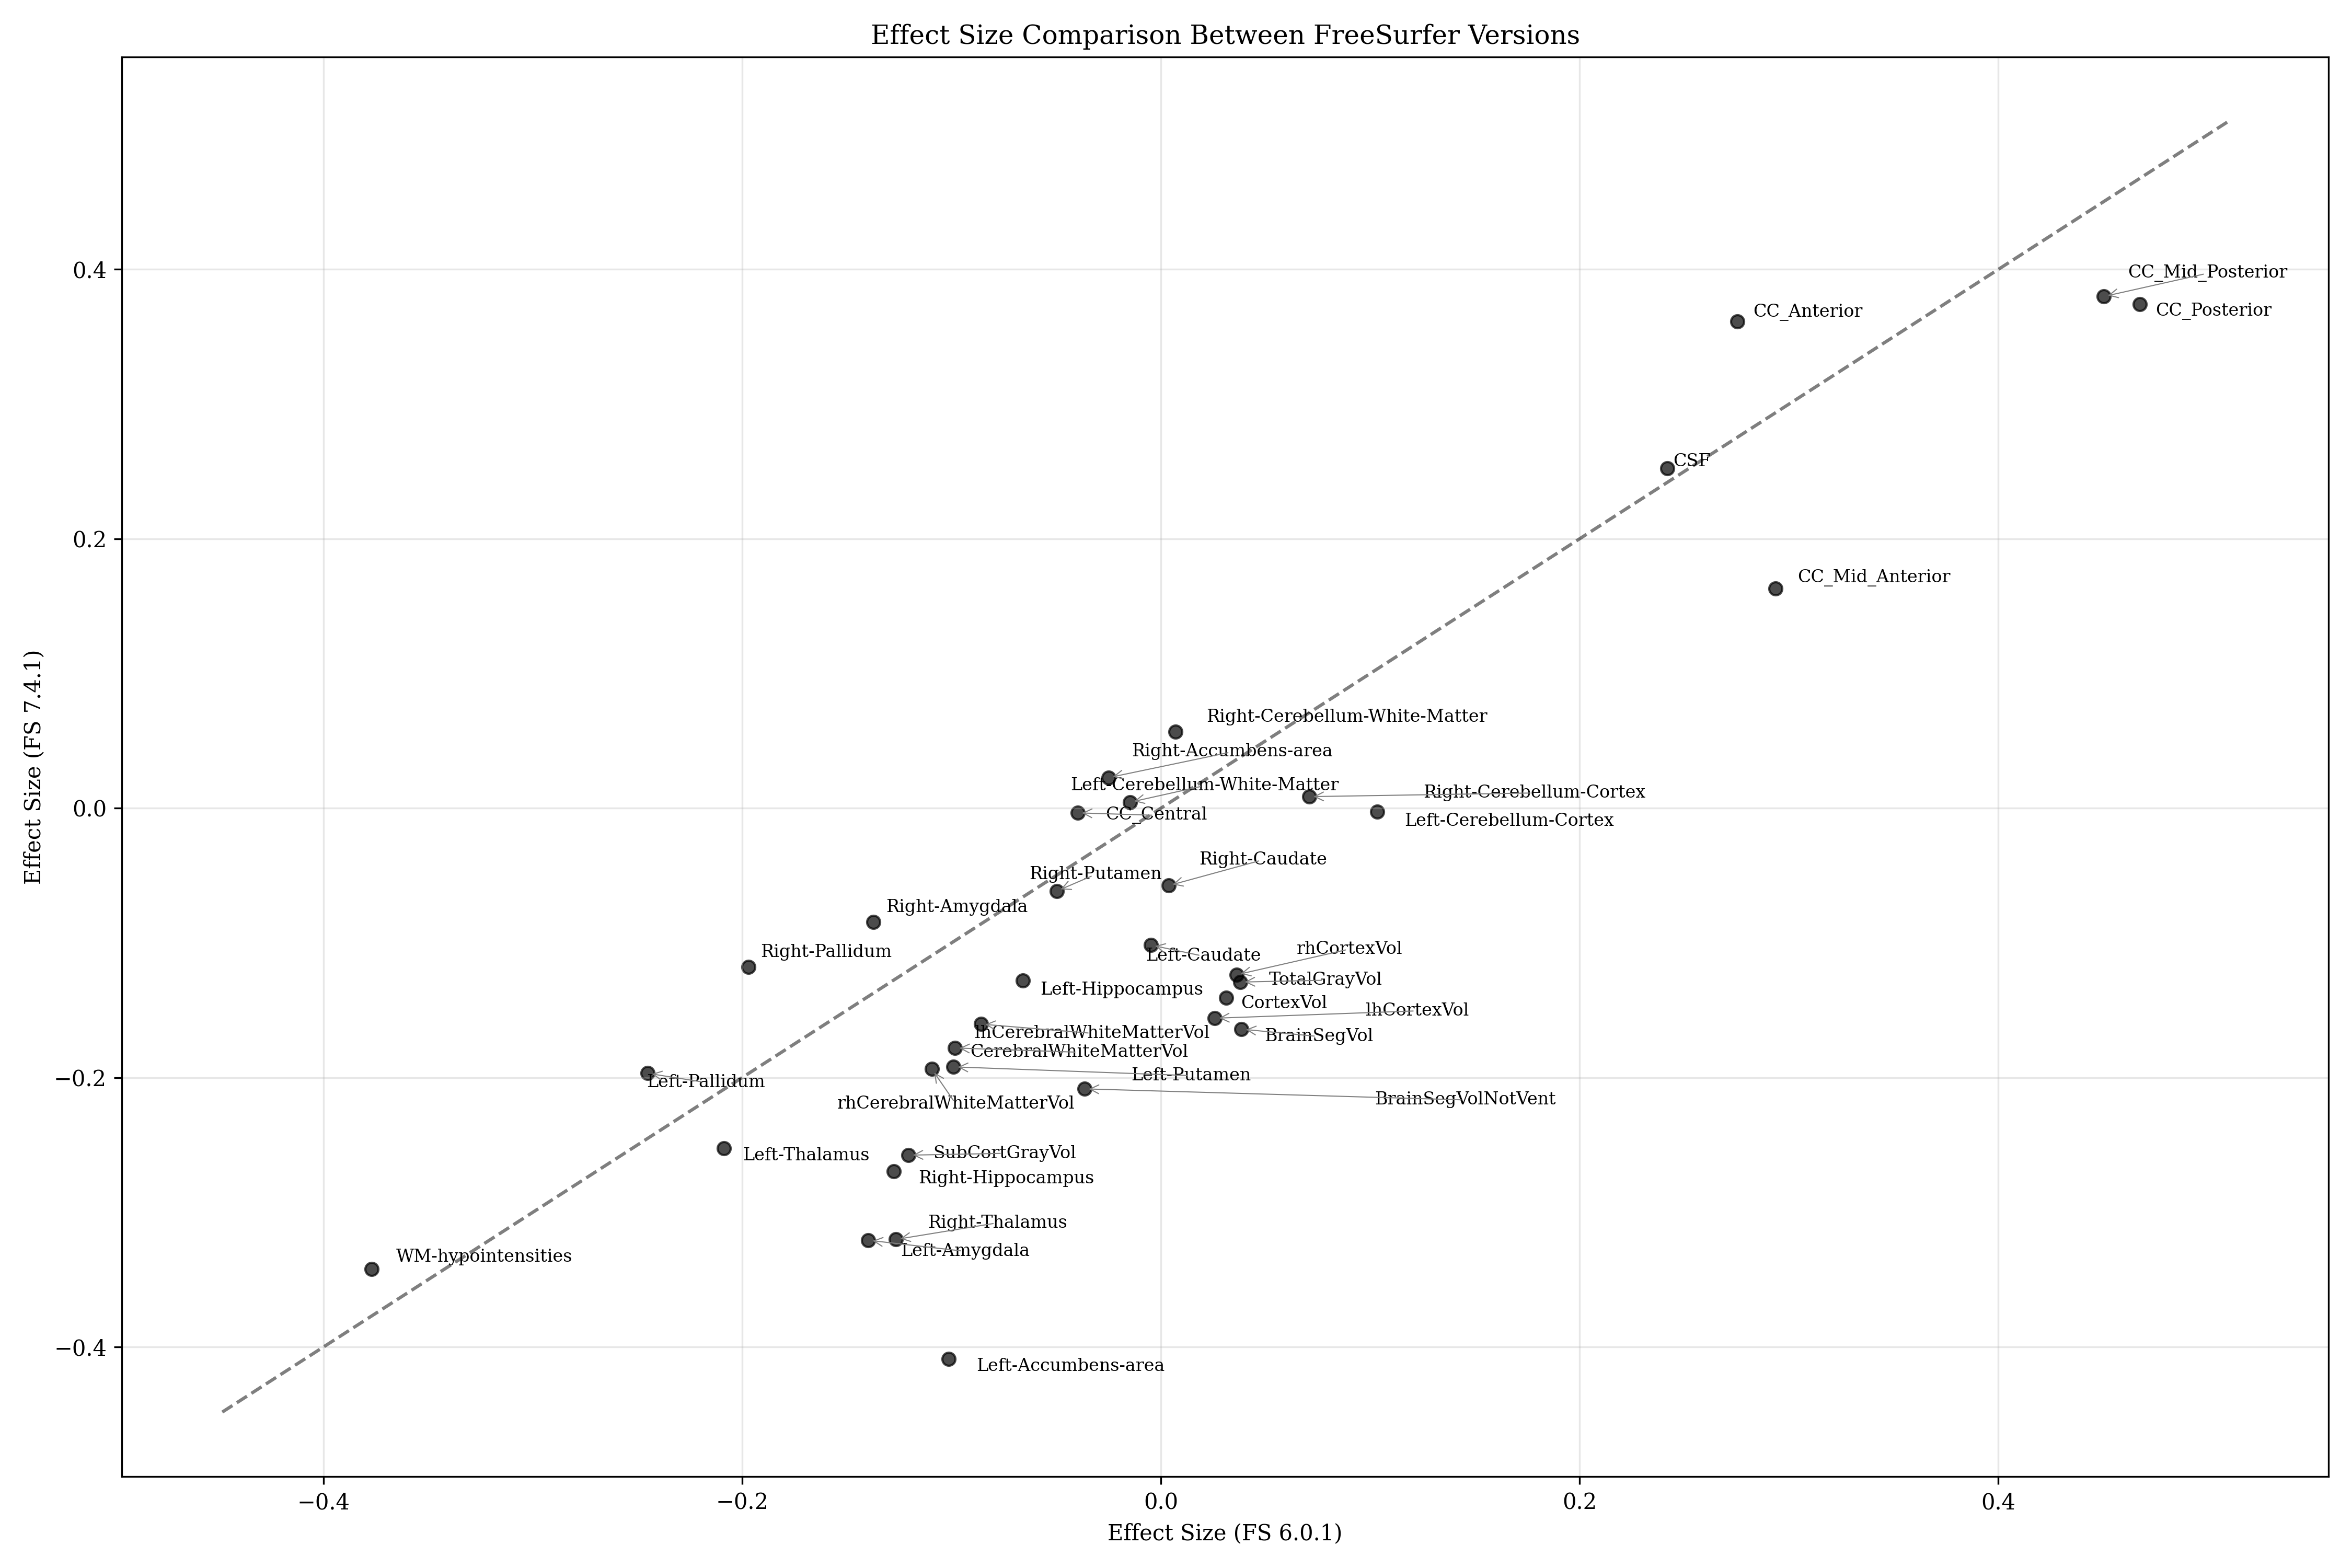 Effect Size Comparison Between FreeSurfer Versions
Effect Size (FS 7.4.1)
0.4
0.2
0.0
−0.2
−0.4
CC_Mid_Posterior
CC_Anterior
CC_Posterior
CSF
CC_Mid_Anterior
Right-Cerebellum-White-Matter
Right-Accumbens-area
Left-Cerebellum-White-Matter
Right-Cerebellum-Cortex
CC_Central
Left-Cerebellum-Cortex
Right-Caudate
Right-Putamen
Right-Amygdala
Right-Pallidum
rhCortexVol
Left-Caudate
TotalGrayVol
Left-Hippocampus
CortexVol
lhCortexVol
lhCerebralWhiteMatterVol
BrainSegVol
CerebralWhiteMatterVol
Left-Putamen
Left-Pallidum
rhCerebralWhiteMatterVol
BrainSegVolNotVent
SubCortGrayVol
Left-Thalamus
Right-Hippocampus
Right-Thalamus
Left-Amygdala
WM-hypointensities
Left-Accumbens-area
−0.4
−0.2
0.0
0.2
0.4
Effect Size (FS 6.0.1)